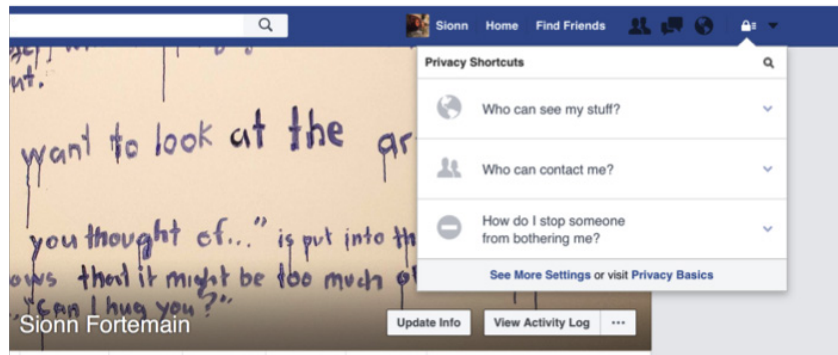 Sionn Home Find Friends
Privacy Shortcuts
Who can see my stuff?
Who can contact me?
How do I stop someone
from bothering me?
See More Settings or visit Privacy Basics
want to look at the
you thought of..." is put into
that it might be too much
"Can I hug you?"
Sionn Fortemain
Update Info View Activity Log ...